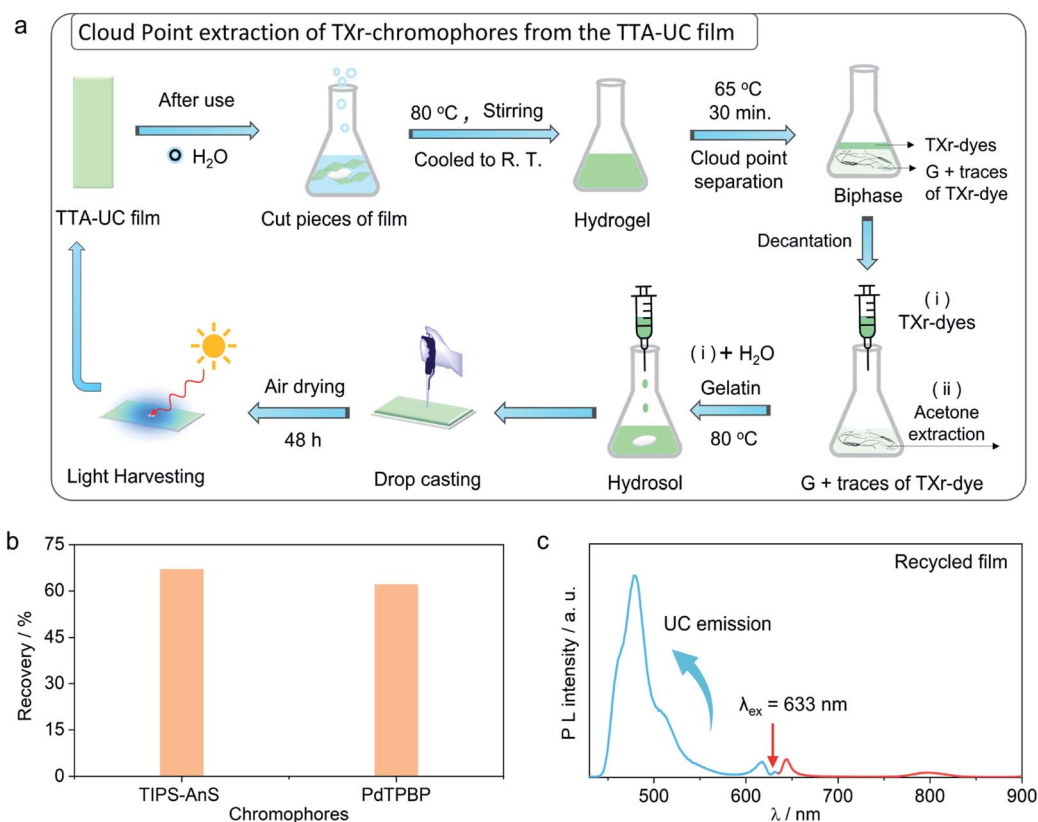 a
Cloud Point extraction of TXr-chromophores from the TTA-UC film
After use
H₂O
TTA-UC film
Cut pieces of film
80 °C , Stirring
Cooled to R. T.
Hydrogel
65 °C
30 min.
Cloud point
separation
TXr-dyes
G + traces
of TXr-dye
Biphase
Decantation
( i )
TXr-dyes
( ii )
Acetone
extraction
G + traces of TXr-dye
( i ) + H₂O
Gelatin
80 °C
Hydrosol
Drop casting
Air drying
48 h
Light Harvesting
b
Recovery / %
75
60
45
30
15
0
TIPS-AnS
PdTPBP
Chromophores
c
Recycled film
P L intensity / a. u.
UC emission
λex = 633 nm
500
600
700
800
900
λ / nm